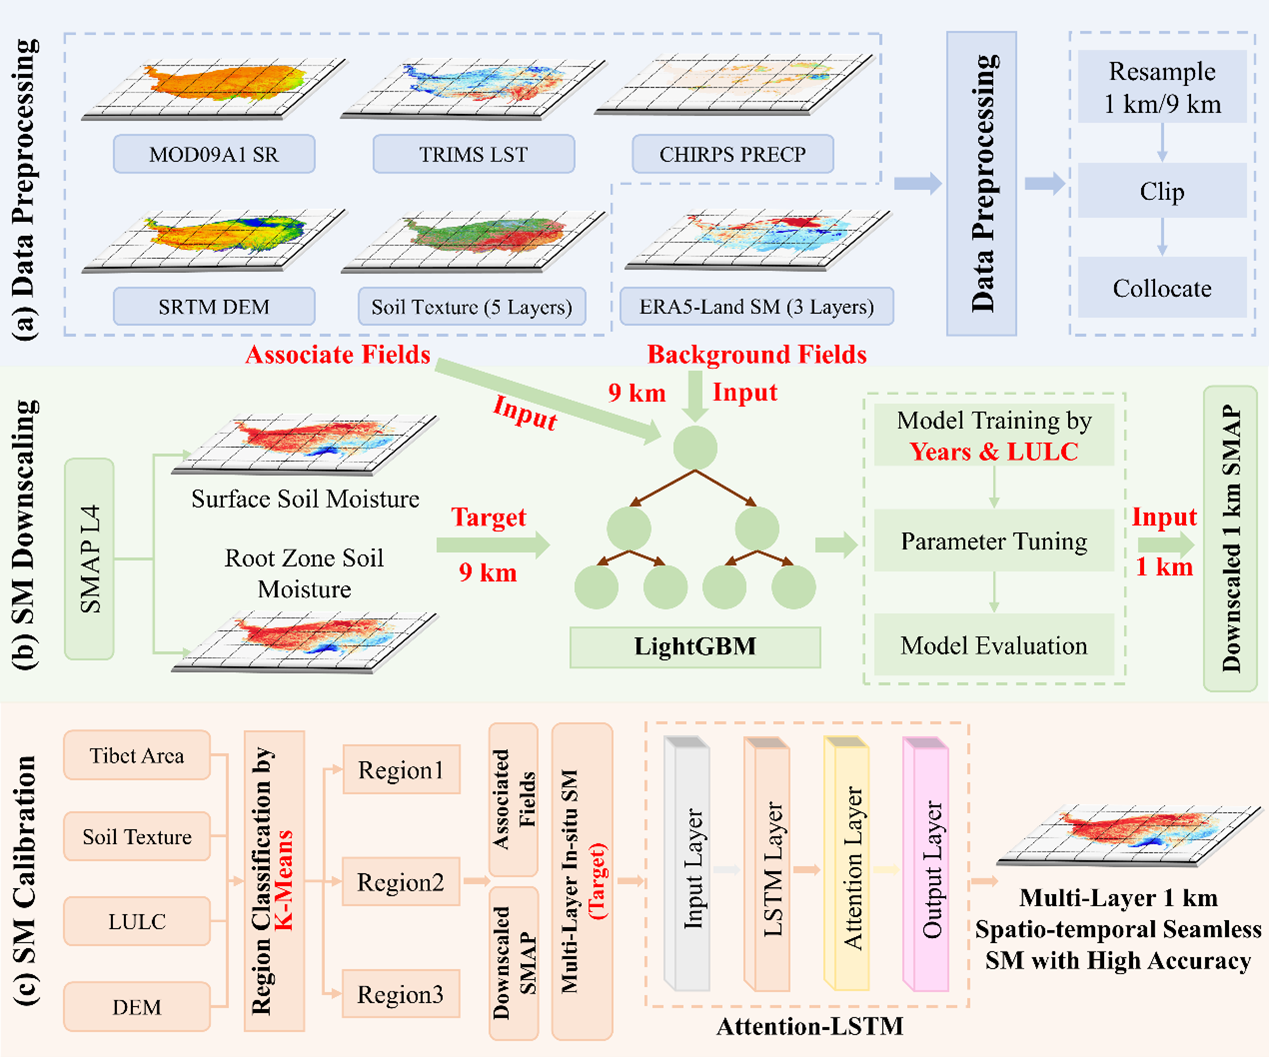 (a) Data Preprocessing
MOD09A1 SR
TRIMS LST
CHIRPS PRECP
SRTM DEM
Soil Texture (5 Layers)
ERA5-Land SM (3 Layers)
Data Preprocessing
Resample
1 km/9 km
Clip
Collocate
Associate Fields
Background Fields
(b) SM Downscaling
SMAP L4
Surface Soil Moisture
Root Zone Soil
Moisture
Input
9 km
Input
Target
9 km
LightGBM
Model Training by
Years & LULC
Parameter Tuning
Model Evaluation
Input
1 km
Downscaled 1 km SMAP
(c) SM Calibration
Tibet Area
Soil Texture
LULC
DEM
Region Classification by
K-Means
Region1
Region2
Region3
Associated
Fields
Downscaled
SMAP
Multi-Layer In-situ SM
(Target)
Input Layer
LSTM Layer
Attention Layer
Output Layer
Attention-LSTM
Multi-Layer 1 km
Spatio-temporal Seamless
SM with High Accuracy